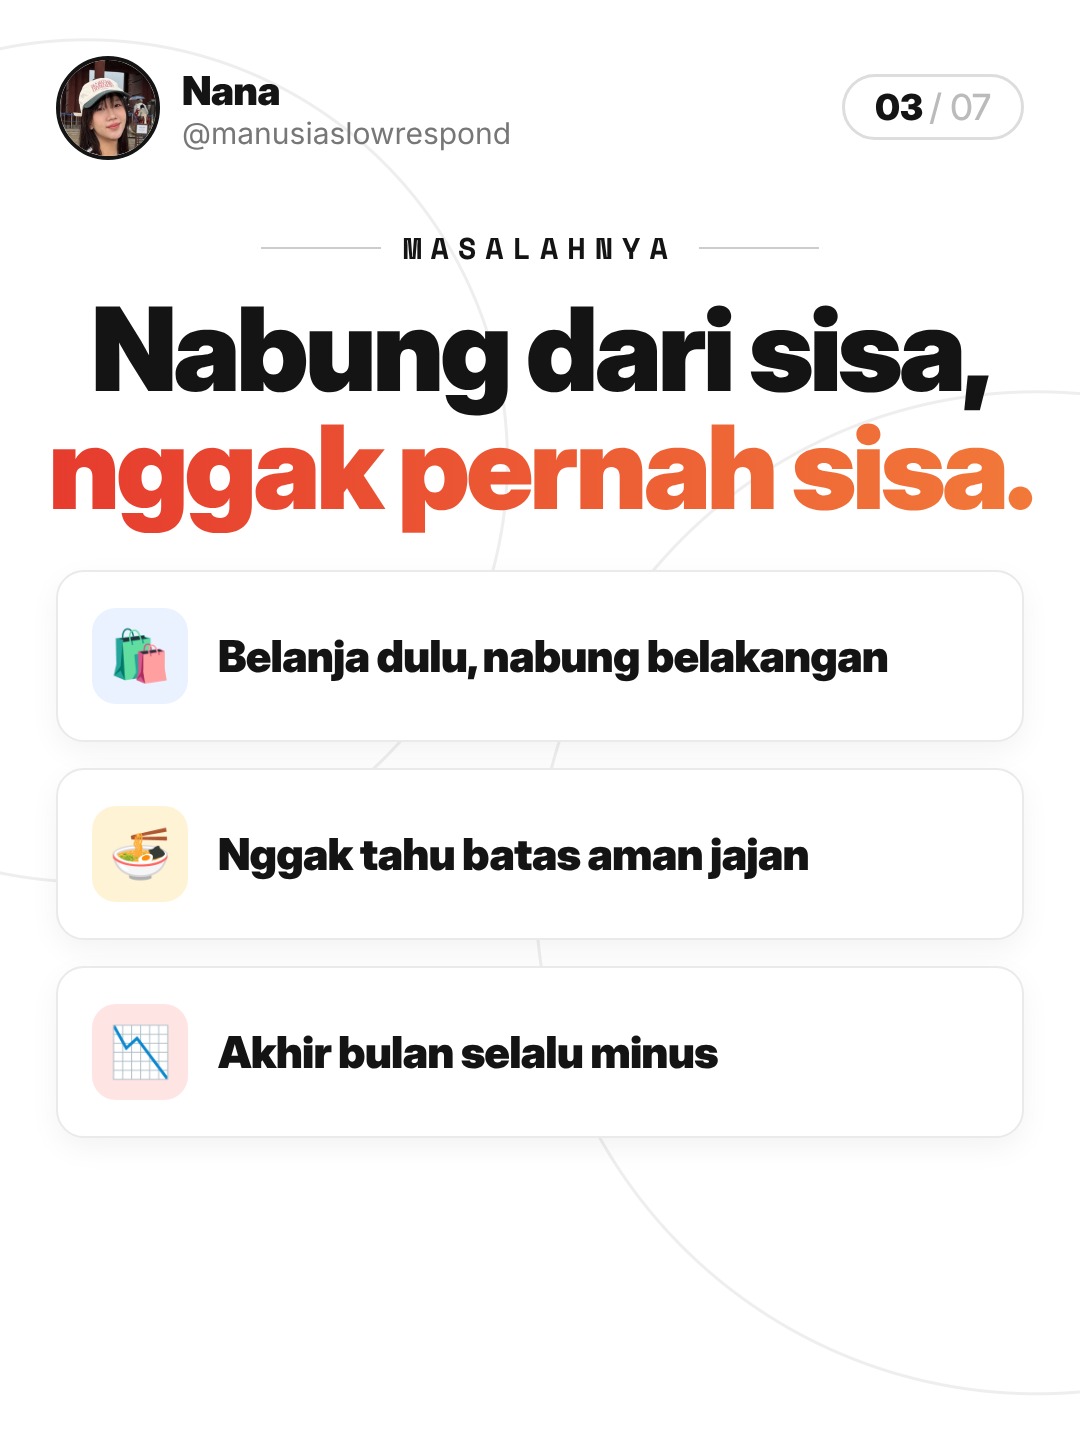 Nana
@manusiaslowrespond
03 / 07
MASALAHNYA
Nabung dari sisa,
nggak pernah sisa.
Belanja dulu, nabung belakangan
Nggak tahu batas aman jajan
Akhir bulan selalu minus